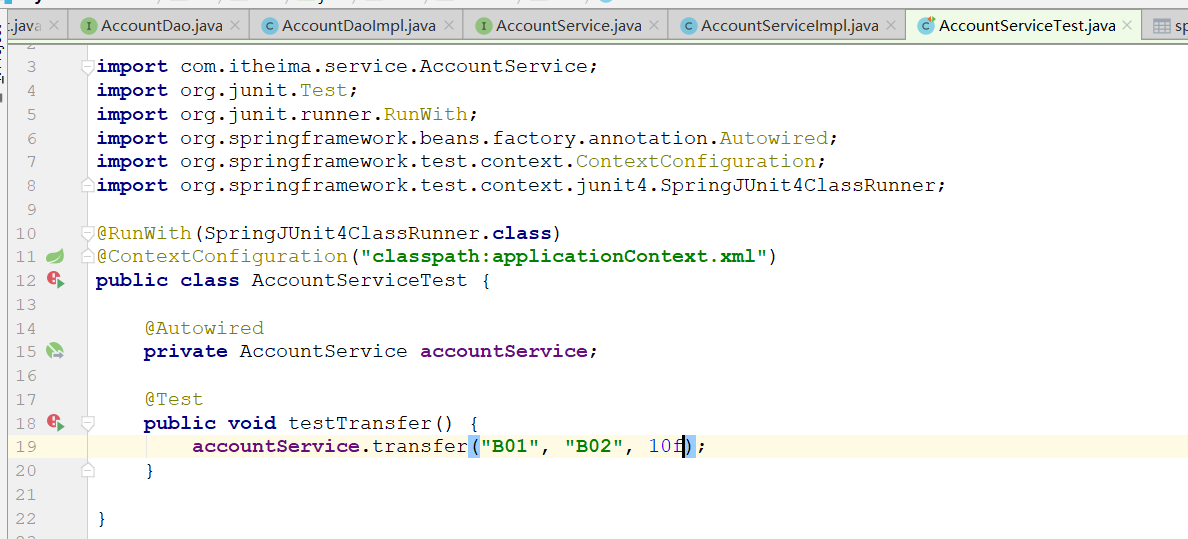 .java AccountDao.java AccountDaoImpl.java AccountService.java AccountServiceImpl.java AccountServiceTest.java sp
2
3 import com.itheima.service.AccountService;
4 import org.junit.Test;
5 import org.junit.runner.RunWith;
6 import org.springframework.beans.factory.annotation.Autowired;
7 import org.springframework.test.context.ContextConfiguration;
8 import org.springframework.test.context.junit4.SpringJUnit4ClassRunner;
9
10 @RunWith(SpringJUnit4ClassRunner.class)
11 @ContextConfiguration("classpath:applicationContext.xml")
12 public class AccountServiceTest {
13
14 @Autowired
15 private AccountService accountService;
16
17 @Test
18 public void testTransfer() {
19 accountService.transfer("B01", "B02", 10f);
20 }
21
22 }